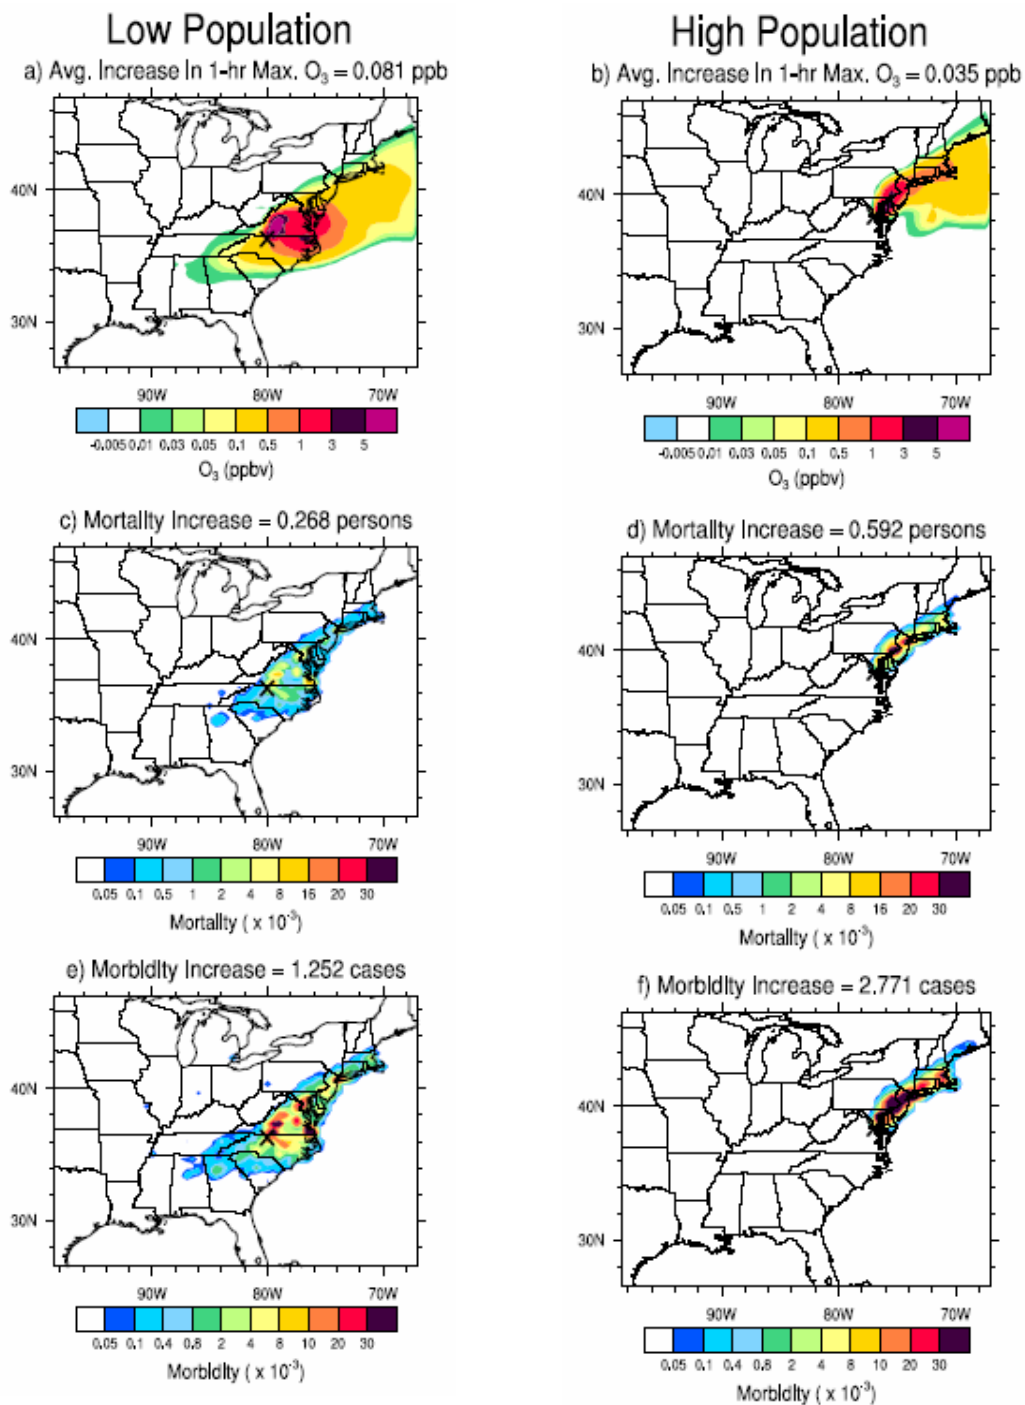 Low Population
High Population
a) Avg. Increase In 1-hr Max. O3 = 0.081 ppb
b) Avg. Increase In 1-hr Max. O3 = 0.035 ppb
40N
30N
90W 80W 70W
-0.005 0.01 0.03 0.05 0.1 0.5 1 3 5
O3 (ppbv)
40N
30N
90W 80W 70W
-0.005 0.01 0.03 0.05 0.1 0.5 1 3 5
O3 (ppbv)
c) Mortality Increase = 0.268 persons
d) Mortality Increase = 0.592 persons
40N
30N
90W 80W 70W
0.05 0.1 0.5 1 2 4 8 16 20 30
Mortality ( x 10-3)
40N
30N
90W 80W 70W
0.05 0.1 0.5 1 2 4 8 16 20 30
Mortality ( x 10-3)
e) Morbidity Increase = 1.252 cases
f) Morbidity Increase = 2.771 cases
40N
30N
90W 80W 70W
0.05 0.1 0.4 0.8 2 4 8 10 20 30
Morbidity ( x 10-3)
40N
30N
90W 80W 70W
0.05 0.1 0.4 0.8 2 4 8 10 20 30
Morbidity ( x 10-3)